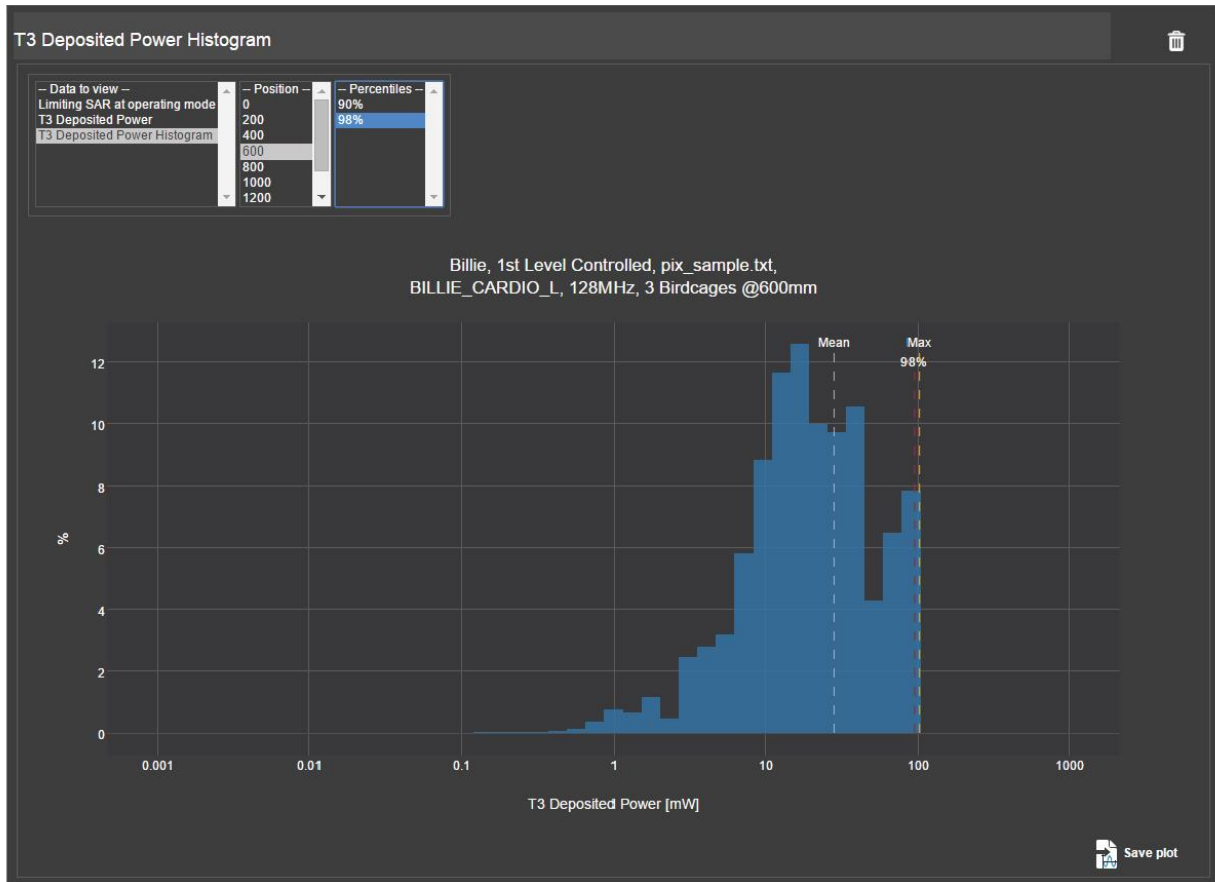 T3 Deposited Power Histogram
-- Data to view --
Limiting SAR at operating mode
T3 Deposited Power
T3 Deposited Power Histogram
-- Position --
0
200
400
600
800
1000
1200
-- Percentiles --
90%
98%
Billie, 1st Level Controlled, pix_sample.txt,
BILLIE_CARDIO_L, 128MHz, 3 Birdcages @600mm
Mean
Max
98%
12
10
8
6
4
2
0
%
0.001
0.01
0.1
1
10
100
1000
T3 Deposited Power [mW]
Save plot